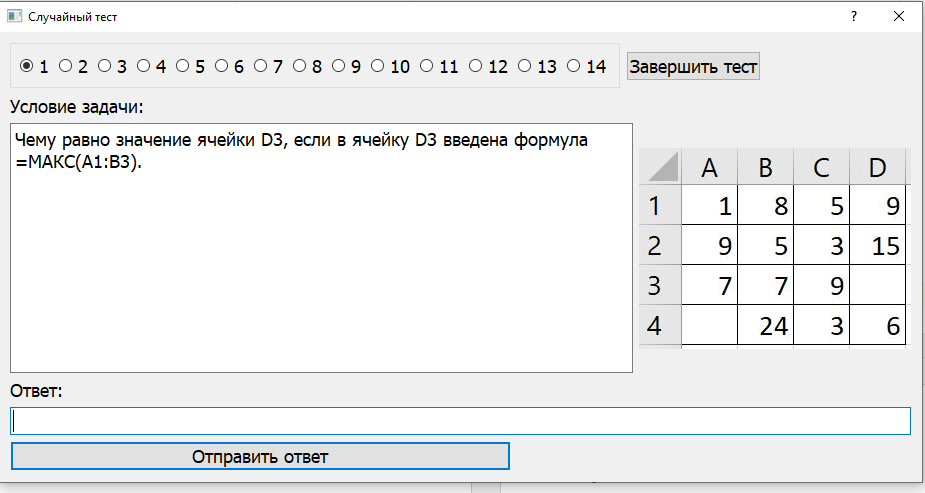 Случайный тест
?
1 2 3 4 5 6 7 8 9 10 11 12 13 14
Завершить тест
Условие задачи:
Чему равно значение ячейки D3, если в ячейку D3 введена формула
=МАКС(A1:B3).
A B C D
1 1 8 5 9
2 9 5 3 15
3 7 7 9
4 24 3 6
Ответ:
Отправить ответ